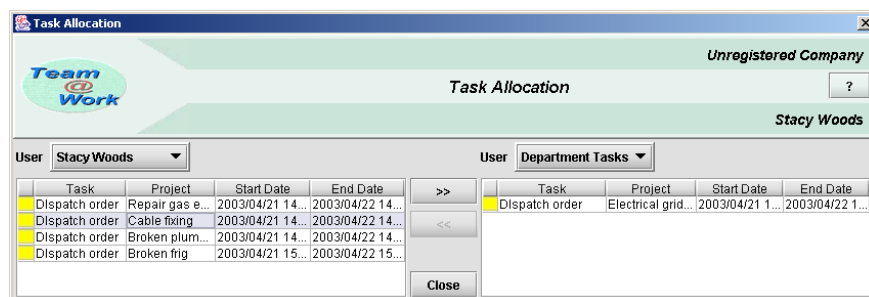 Task Allocation
Unregistered Company
Team
@
Work
Task Allocation
?
Stacy Woods
User Stacy Woods
User Department Tasks
Task Project Start Date End Date
DIspatch order Repair gas e... 2003/04/21 14... 2003/04/22 14...
DIspatch order Cable fixing 2003/04/21 14... 2003/04/22 14...
DIspatch order Broken plum... 2003/04/21 14... 2003/04/22 14...
DIspatch order Broken frig 2003/04/21 15... 2003/04/22 15...
>>
<<
Close
Task Project Start Date End Date
DIspatch order Electrical grid... 2003/04/21 1... 2003/04/22 1...